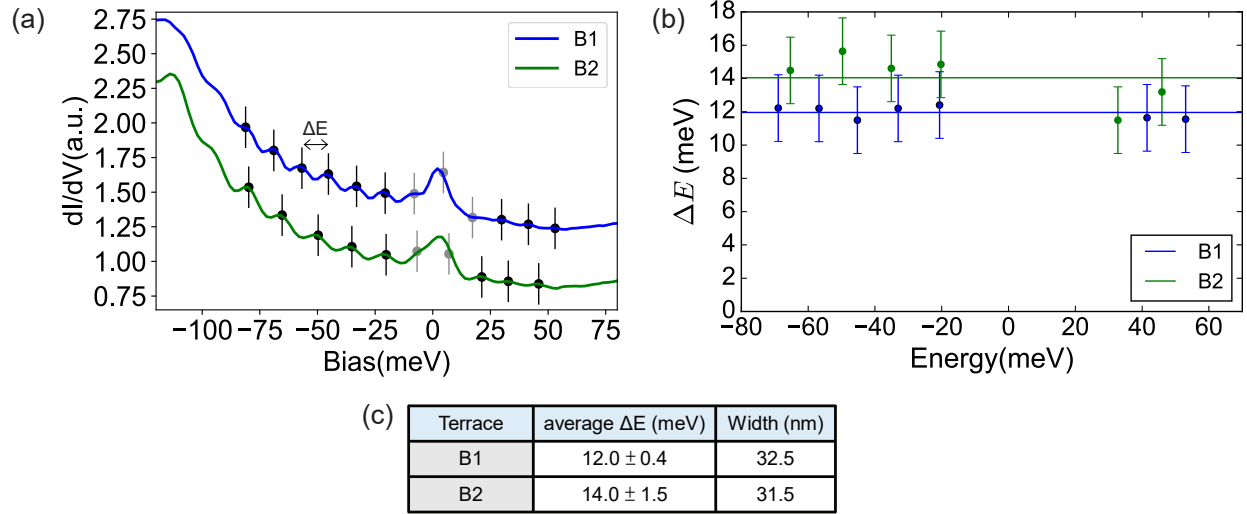 (a)
2.75
2.50
2.25
2.00
1.75
1.50
1.25
1.00
0.75
dI/dV(a.u.)
B1
B2
ΔE
−100 −75 −50 −25 0 25 50 75
Bias(meV)
(b)
18
16
14
12
10
8
6
4
2
0
ΔE (meV)
B1
B2
−80 −60 −40 −20 0 20 40 60
Energy(meV)
(c)
Terrace average ΔE (meV) Width (nm)
B1 12.0 ± 0.4 32.5
B2 14.0 ± 1.5 31.5